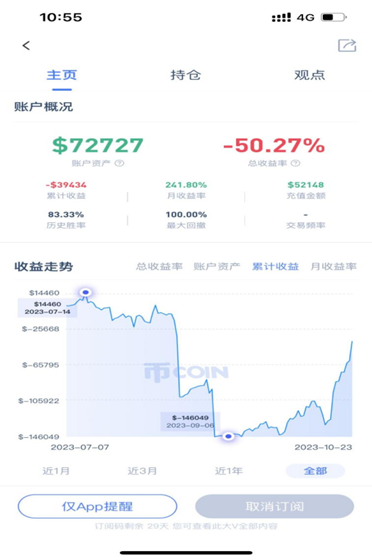 10:55 4G
主页 持仓 观点
账户概况
$72727 -50.27%
账户资产 总收益率
-$39434 241.80% $52148
累计收益 月收益率 充值金额
83.33% 100.00% -
历史胜率 最大回撤 交易频率
收益走势 总收益率 账户资产 累计收益 月收益率
$14460
$14460
2023-07-14
$-25668
$-65795
COIN
$-105922
$-146049
2023-09-06
$-146049
2023-07-07 2023-10-23
近1月 近3月 近1年 全部
仅App提醒 取消订阅
订阅码剩余 29天 您可查看此大V全部内容